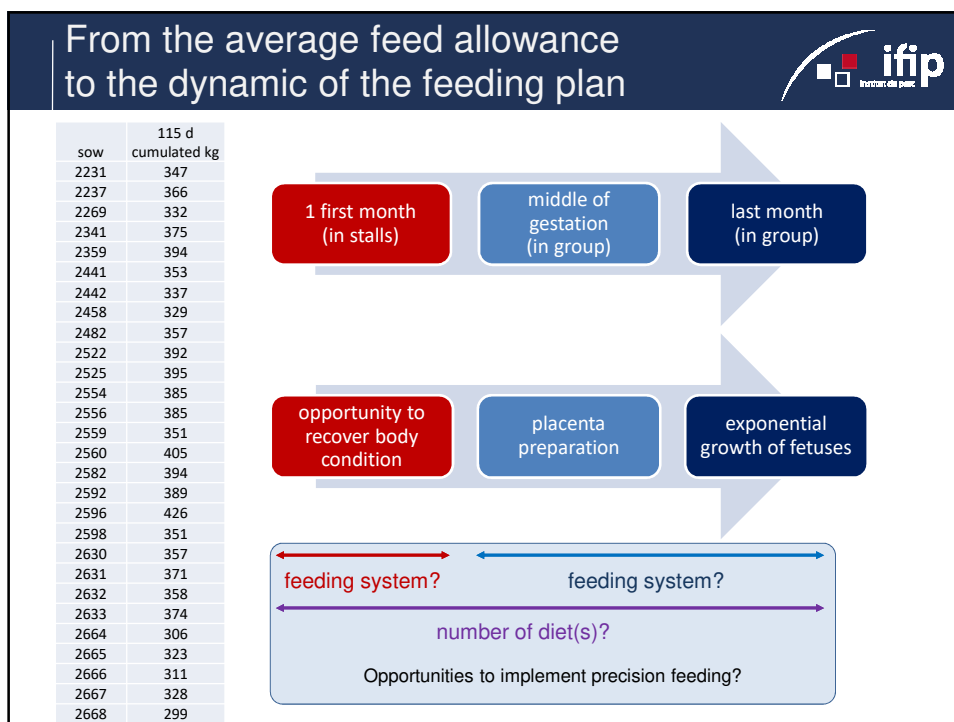 From the average feed allowance
to the dynamic of the feeding plan
ifip
115 d
sow cumulated kg
2231 347
2237 366
2269 332
2341 375
2359 394
2441 353
2442 337
2458 329
2482 357
2522 392
2525 395
2554 385
2556 385
2559 351
2560 405
2582 394
2592 389
2596 426
2598 351
2630 357
2631 371
2632 358
2633 374
2664 306
2665 323
2666 311
2667 328
2668 299
1 first month
(in stalls)
middle of
gestation
(in group)
last month
(in group)
opportunity to
recover body
condition
placenta
preparation
exponential
growth of fetuses
feeding system?
feeding system?
number of diet(s)?
Opportunities to implement precision feeding?